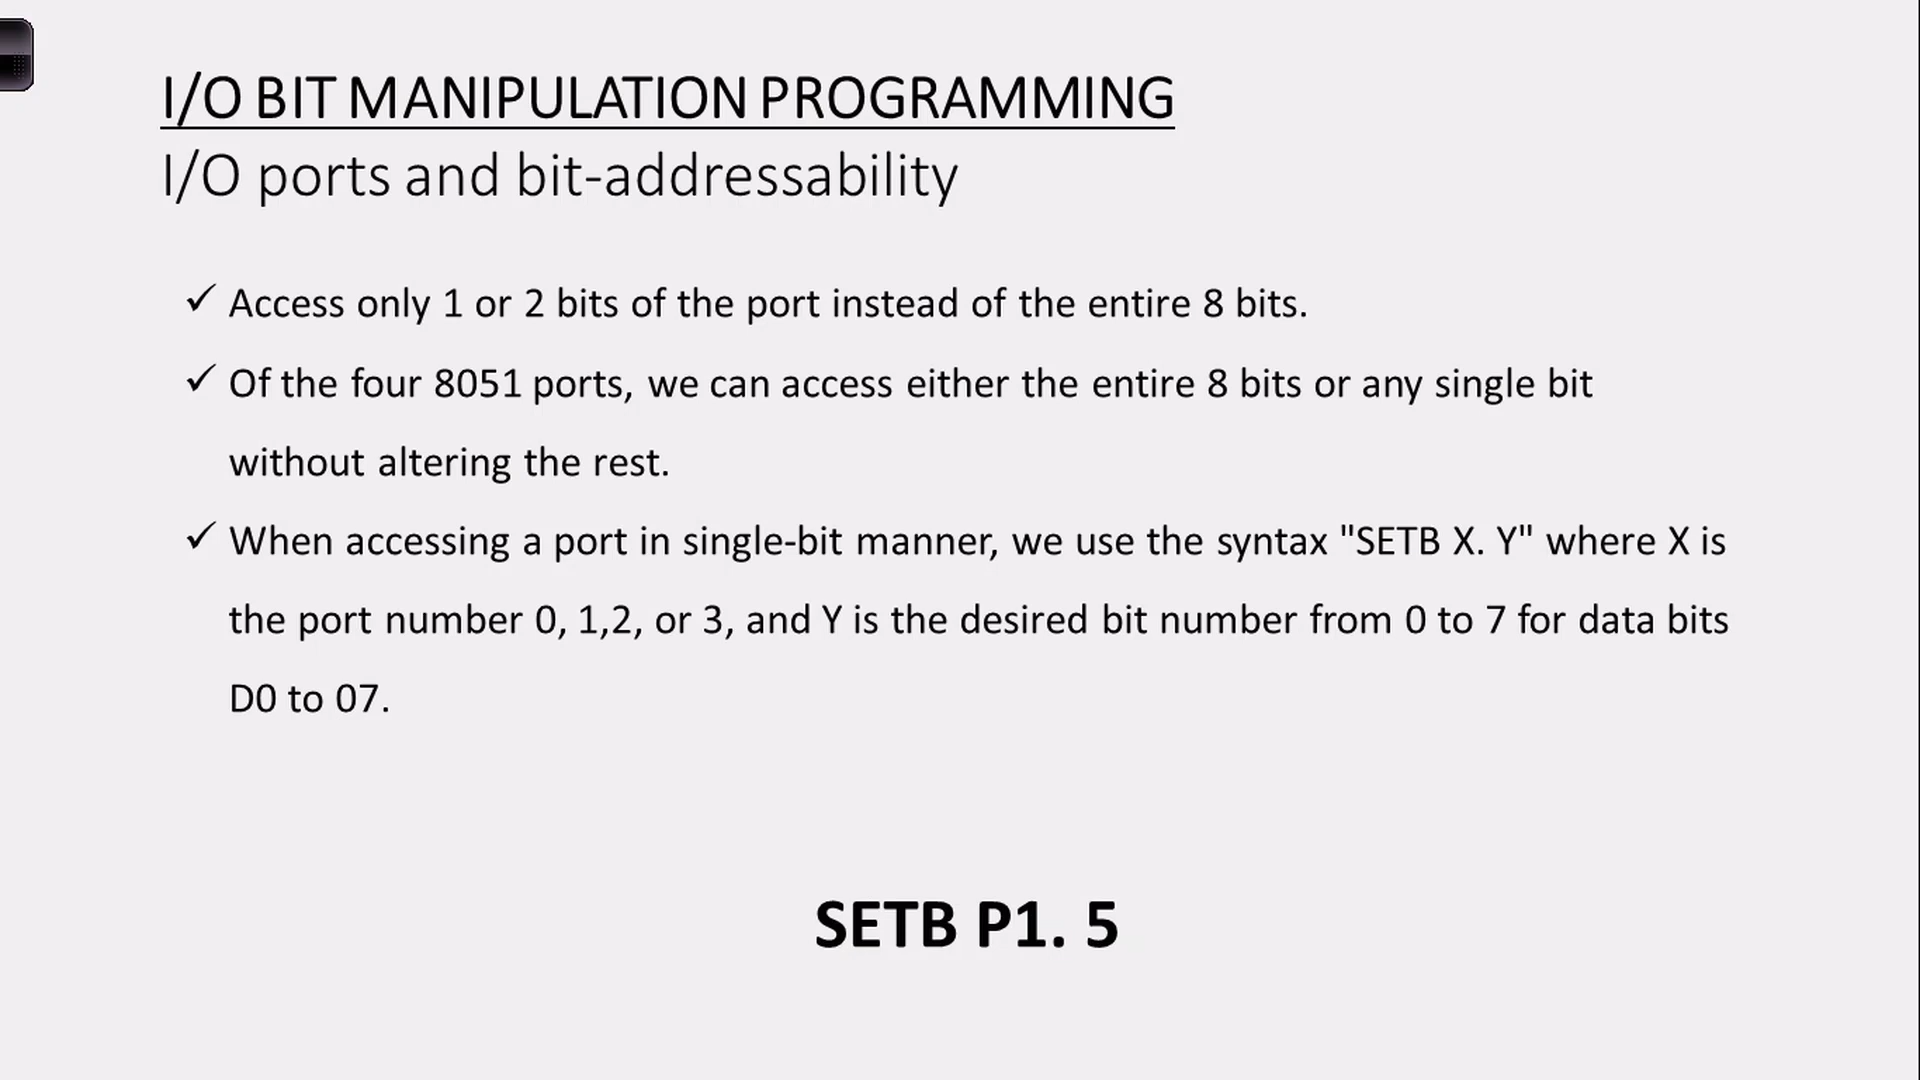 I/O BIT MANIPULATION PROGRAMMING
I/O ports and bit-addressability
✓ Access only 1 or 2 bits of the port instead of the entire 8 bits.
✓ Of the four 8051 ports, we can access either the entire 8 bits or any single bit
without altering the rest.
✓ When accessing a port in single-bit manner, we use the syntax "SETB X. Y" where X is
the port number 0, 1,2, or 3, and Y is the desired bit number from 0 to 7 for data bits
D0 to 07.
SETB P1. 5